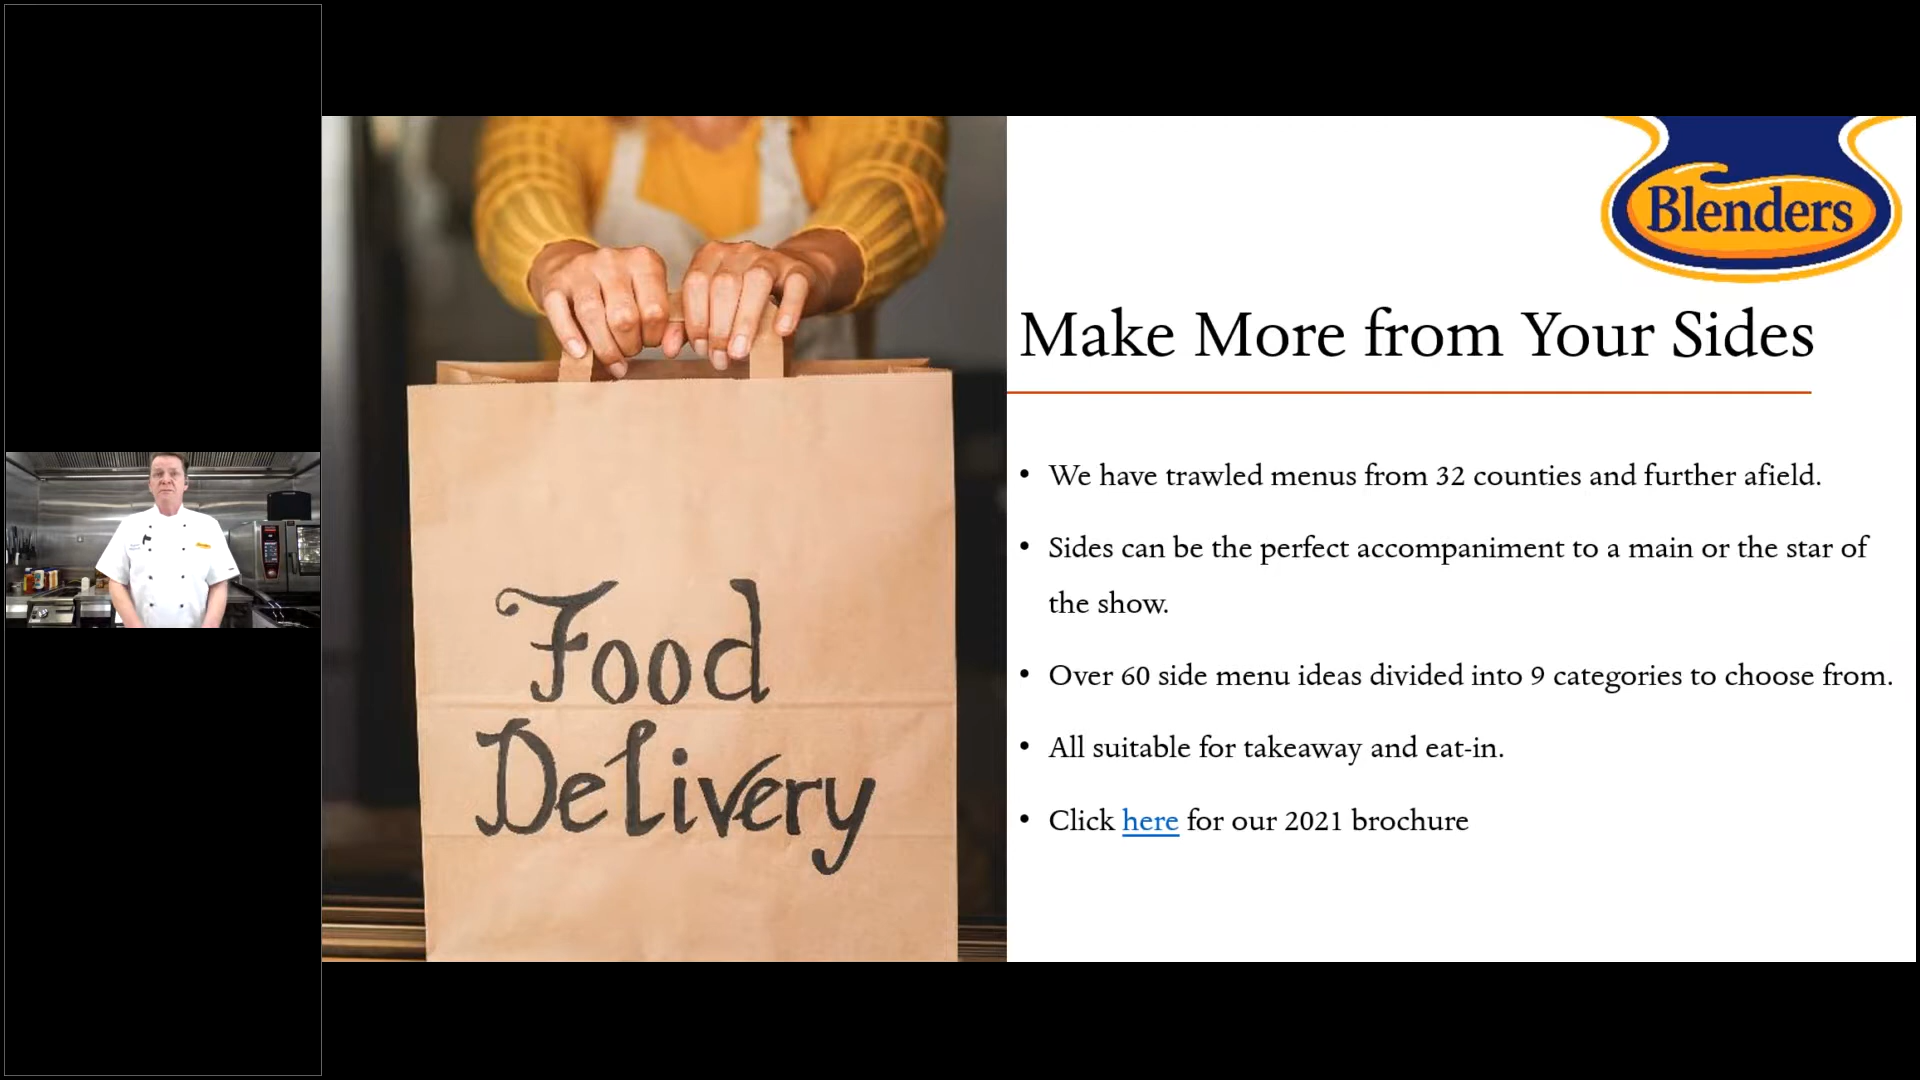 Blenders
Make More from Your Sides
• We have trawled menus from 32 counties and further afield.
• Sides can be the perfect accompaniment to a main or the star of
the show.
• Over 60 side menu ideas divided into 9 categories to choose from.
• All suitable for takeaway and eat-in.
• Click here for our 2021 brochure
Food
Delivery